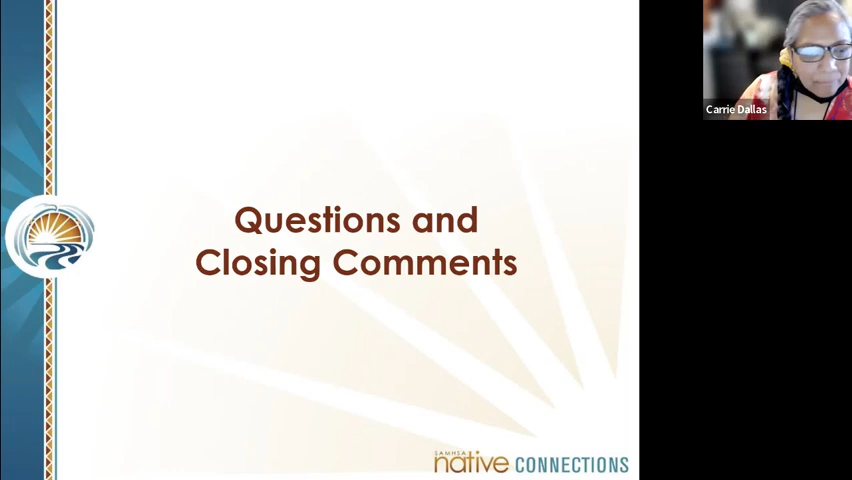 Carrie Dallas
Questions and
Closing Comments
SAMHSA
native CONNECTIONS